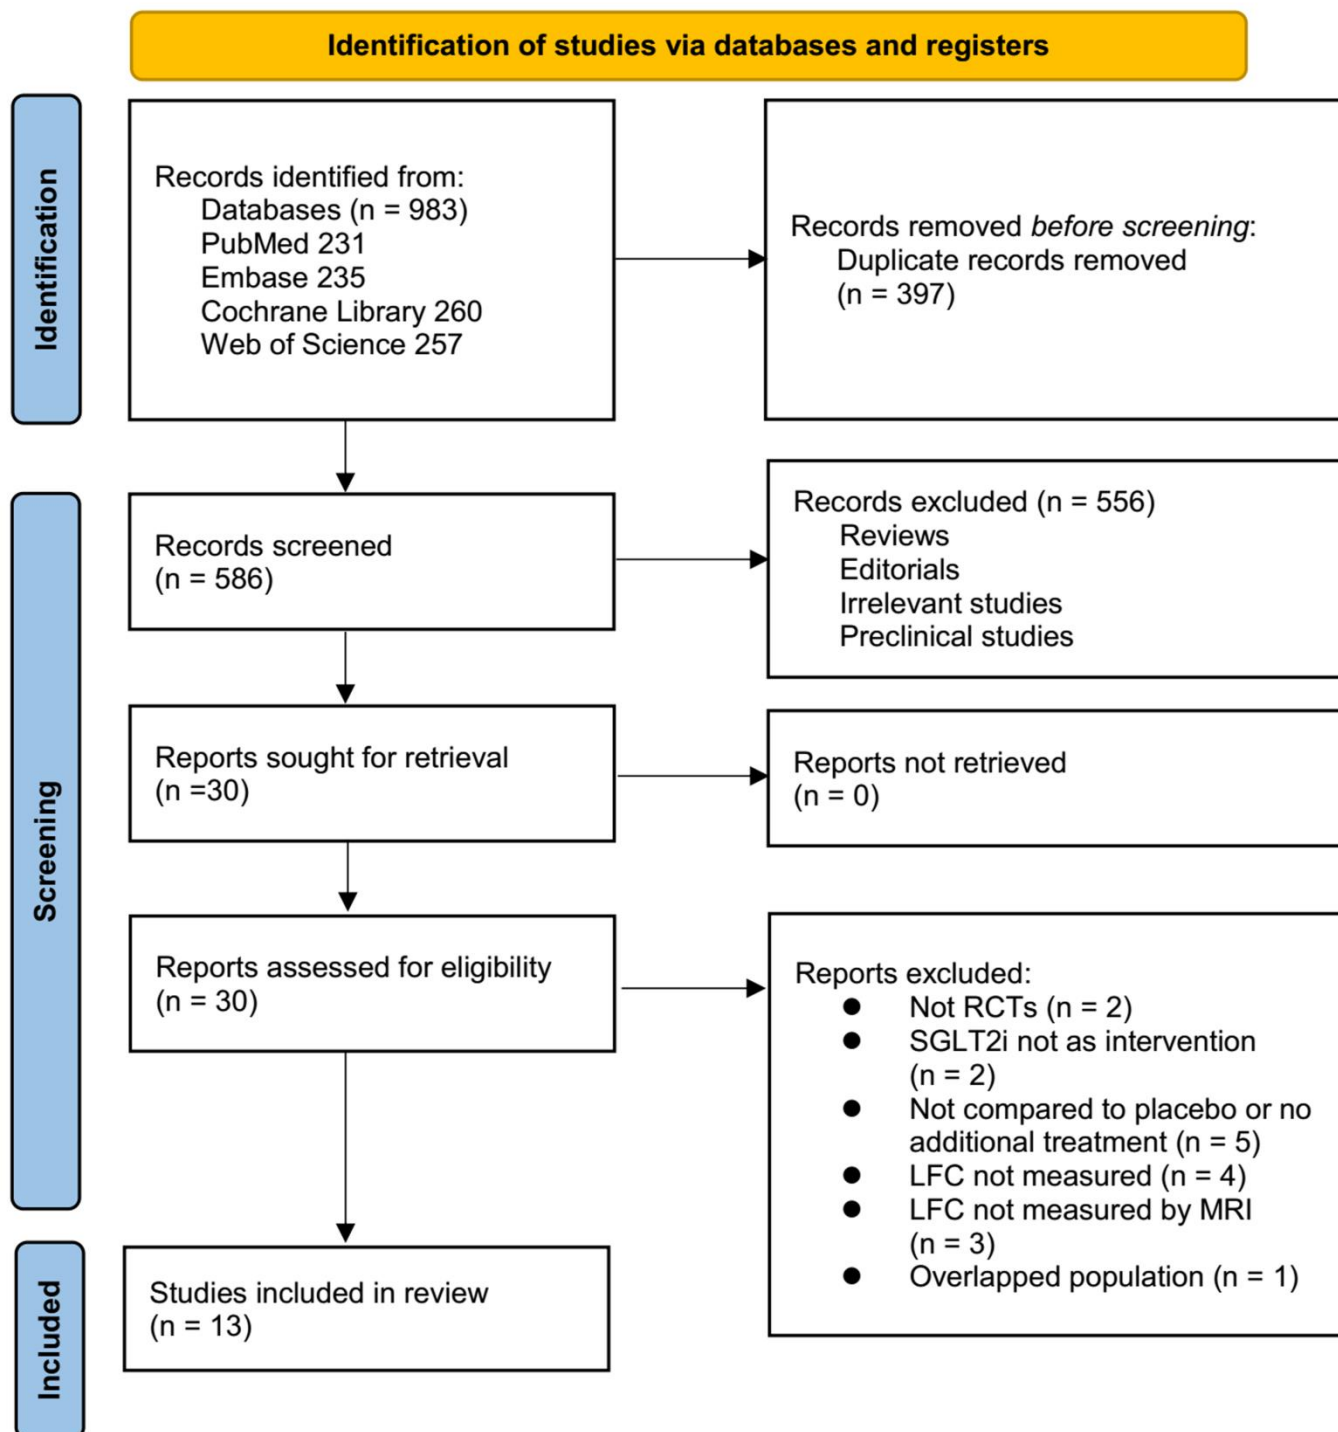 Identification of studies via databases and registers
Identification
Records identified from:
Databases (n = 983)
PubMed 231
Embase 235
Cochrane Library 260
Web of Science 257
Records removed before screening:
Duplicate records removed
(n = 397)
Screening
Records screened
(n = 586)
Records excluded (n = 556)
Reviews
Editorials
Irrelevant studies
Preclinical studies
Reports sought for retrieval
(n =30)
Reports not retrieved
(n = 0)
Reports assessed for eligibility
(n = 30)
Reports excluded:
● Not RCTs (n = 2)
● SGLT2i not as intervention
(n = 2)
● Not compared to placebo or no
additional treatment (n = 5)
● LFC not measured (n = 4)
● LFC not measured by MRI
(n = 3)
● Overlapped population (n = 1)
Included
Studies included in review
(n = 13)